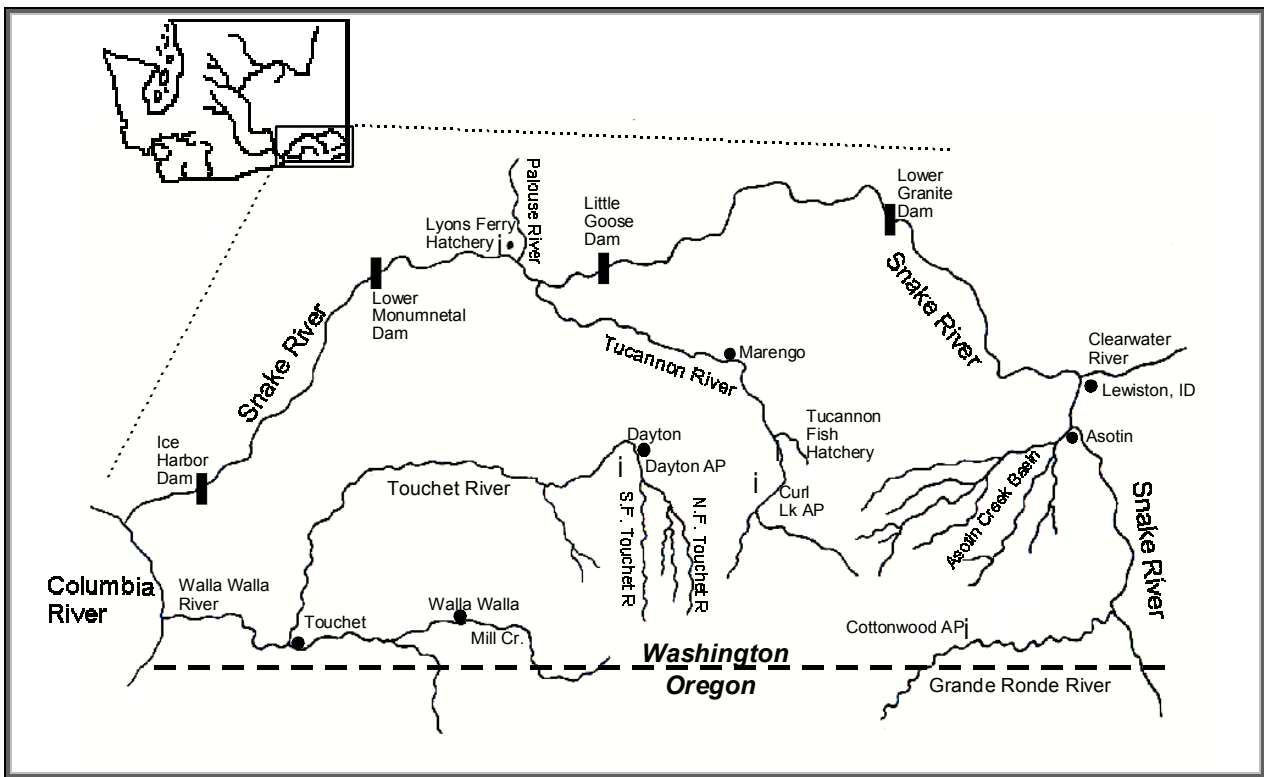 Palouse River
Lower
Granite
Dam
Little
Goose
Dam
Lyons Ferry
Hatchery
i
Snake River
Lower
Monumnetal
Dam
Snake River
Clearwater
River
Marengo
Tucannon River
Lewiston, ID
Tucannon
Fish
Hatchery
Ice
Harbor
Dam
Dayton
Dayton AP
i
Asotin
Touchet River
i
Curl
Lk AP
S.F. Touchet R
N.F. Touchet R
Asotin Creek Basin
Snake River
Columbia
River
Walla Walla
River
Touchet
Walla Walla
Mill Cr.
Cottonwood AP
i
Washington
Oregon
Grande Ronde River